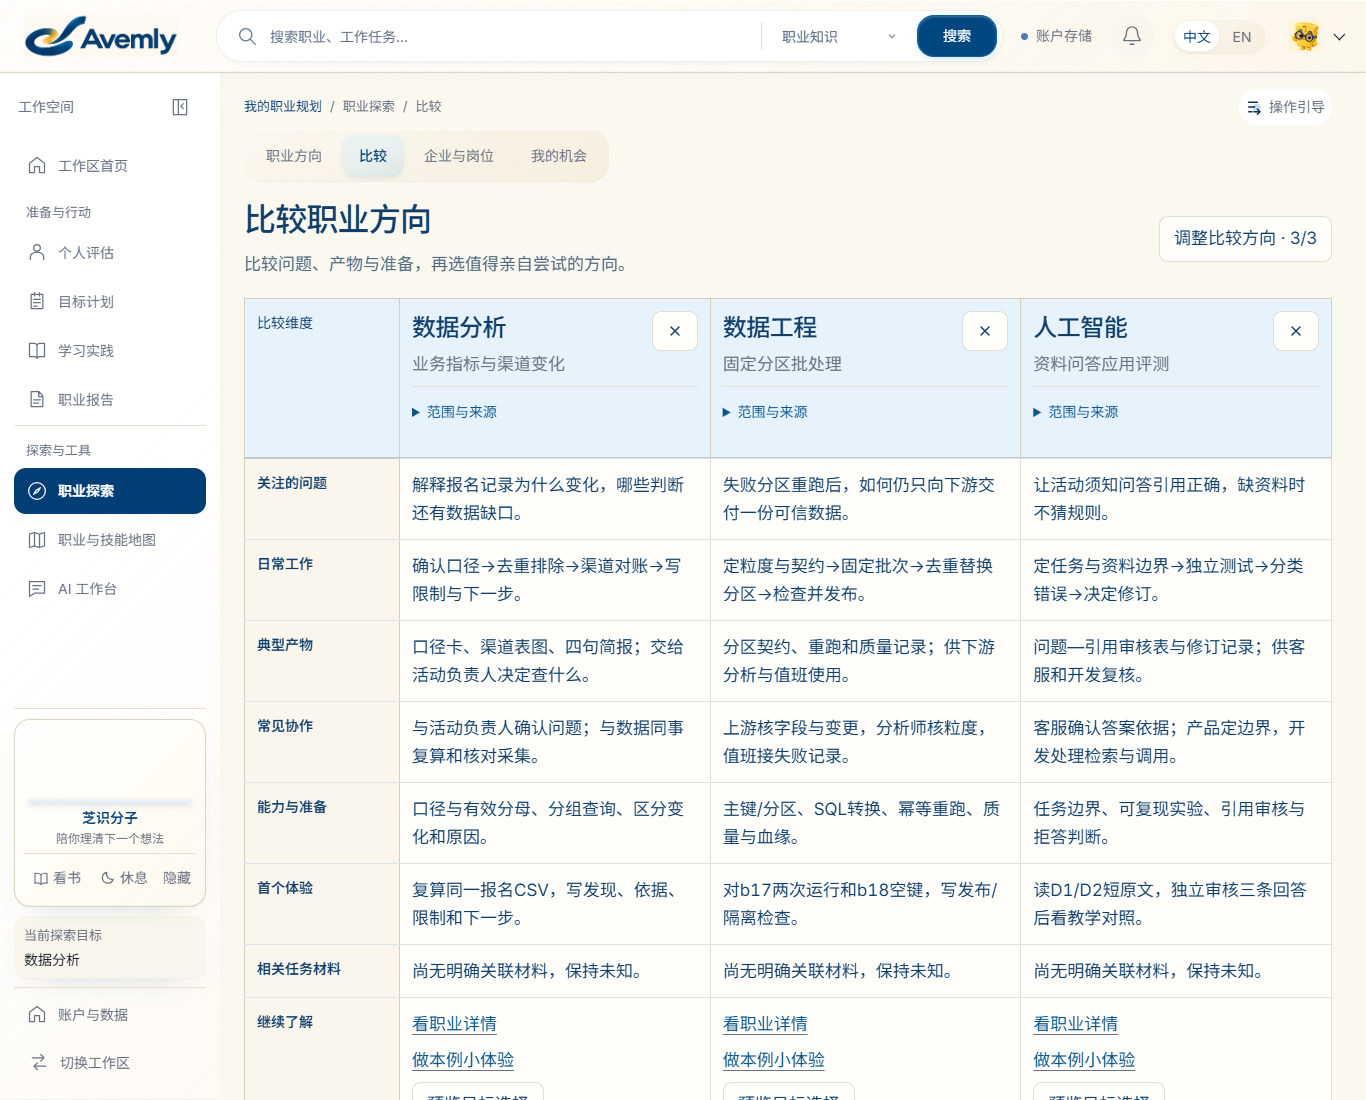 Avemly
搜索职业、工作任务...
职业知识
搜索
账户存储
中文
EN
工作空间
工作区首页
准备与行动
个人评估
目标计划
学习实践
职业报告
探索与工具
职业探索
职业与技能地图
AI 工作台
芝识分子
陪你理清下一个想法
看书
休息
隐藏
当前探索目标
数据分析
账户与数据
切换工作区
我的职业规划 / 职业探索 / 比较
操作引导
职业方向
比较
企业与岗位
我的机会
比较职业方向
比较问题、产物与准备，再选值得亲自尝试的方向。
调整比较方向 · 3/3
比较维度
数据分析
业务指标与渠道变化
范围与来源
数据工程
固定分区批处理
范围与来源
人工智能
资料问答应用评测
范围与来源
关注的问题
解释报名记录为什么变化，哪些判断
还有数据缺口。
失败分区重跑后，如何仍只向下游交
付一份可信数据。
让活动须知问答引用正确，缺资料时
不猜规则。
日常工作
确认口径→去重排除→渠道对账→写
限制与下一步。
定粒度与契约→固定批次→去重替换
分区→检查并发布。
定任务与资料边界→独立测试→分类
错误→决定修订。
典型产物
口径卡、渠道表图、四句简报；交给
活动负责人决定查什么。
分区契约、重跑和质量记录；供下游
分析与值班使用。
问题—引用审核表与修订记录；供客
服和开发复核。
常见协作
与活动负责人确认问题；与数据同事
复算和核对采集。
上游核字段与变更，分析师核粒度，
值班接失败记录。
客服确认答案依据；产品定边界，开
发处理检索与调用。
能力与准备
口径与有效分母、分组查询、区分变
化和原因。
主键/分区、SQL转换、幂等重跑、质
量与血缘。
任务边界、可复现实验、引用审核与
拒答判断。
首个体验
复算同一报名CSV，写发现、依据、
限制和下一步。
对b17两次运行和b18空键，写发布/
隔离检查。
读D1/D2短原文，独立审核三条回答
后看教学对照。
相关任务材料
尚无明确关联材料，保持未知。
尚无明确关联材料，保持未知。
尚无明确关联材料，保持未知。
继续了解
看职业详情
做本例小体验
预览目标选择
看职业详情
做本例小体验
预览目标选择
看职业详情
做本例小体验
预览目标选择